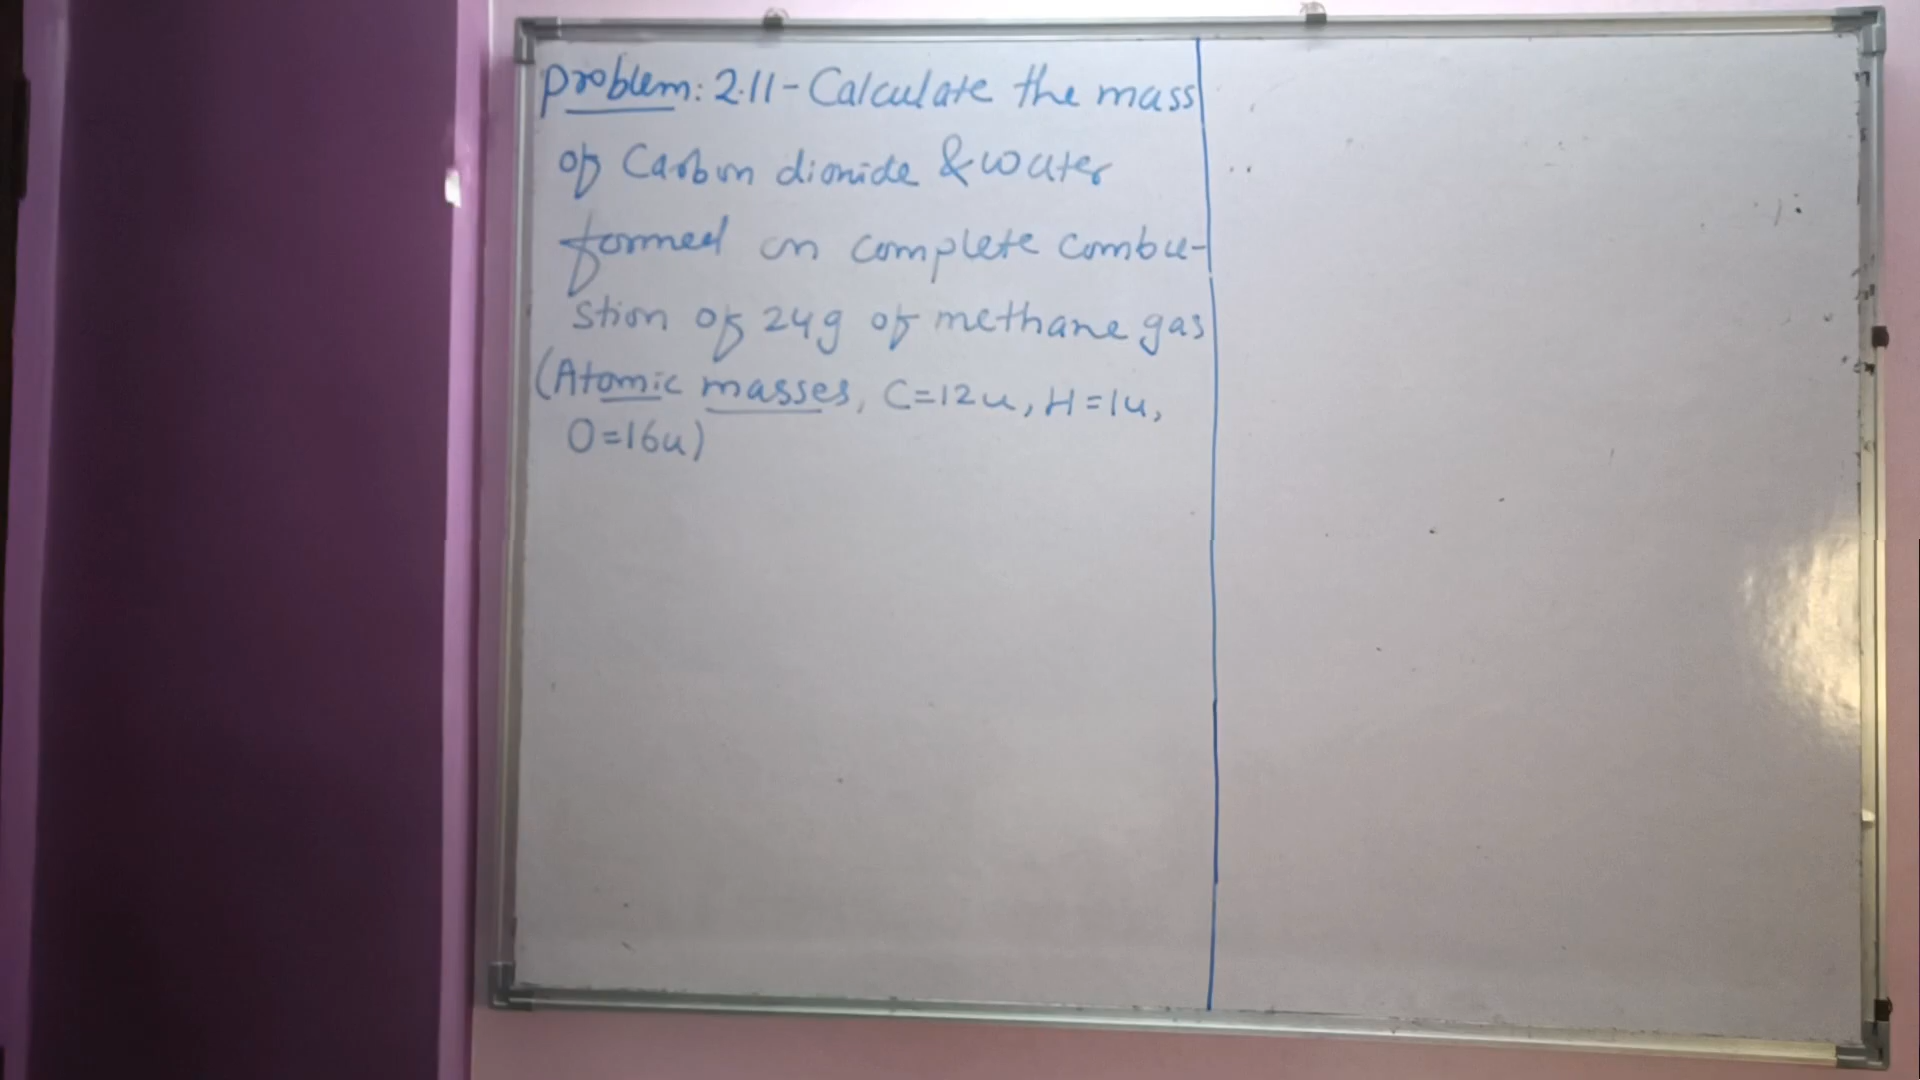 Problem: 2.11 - Calculate the mass
of Carbon dioxide & water
formed on complete combu-
stion of 24g of methane gas
(Atomic masses, C=12u, H=1u,
O=16u)